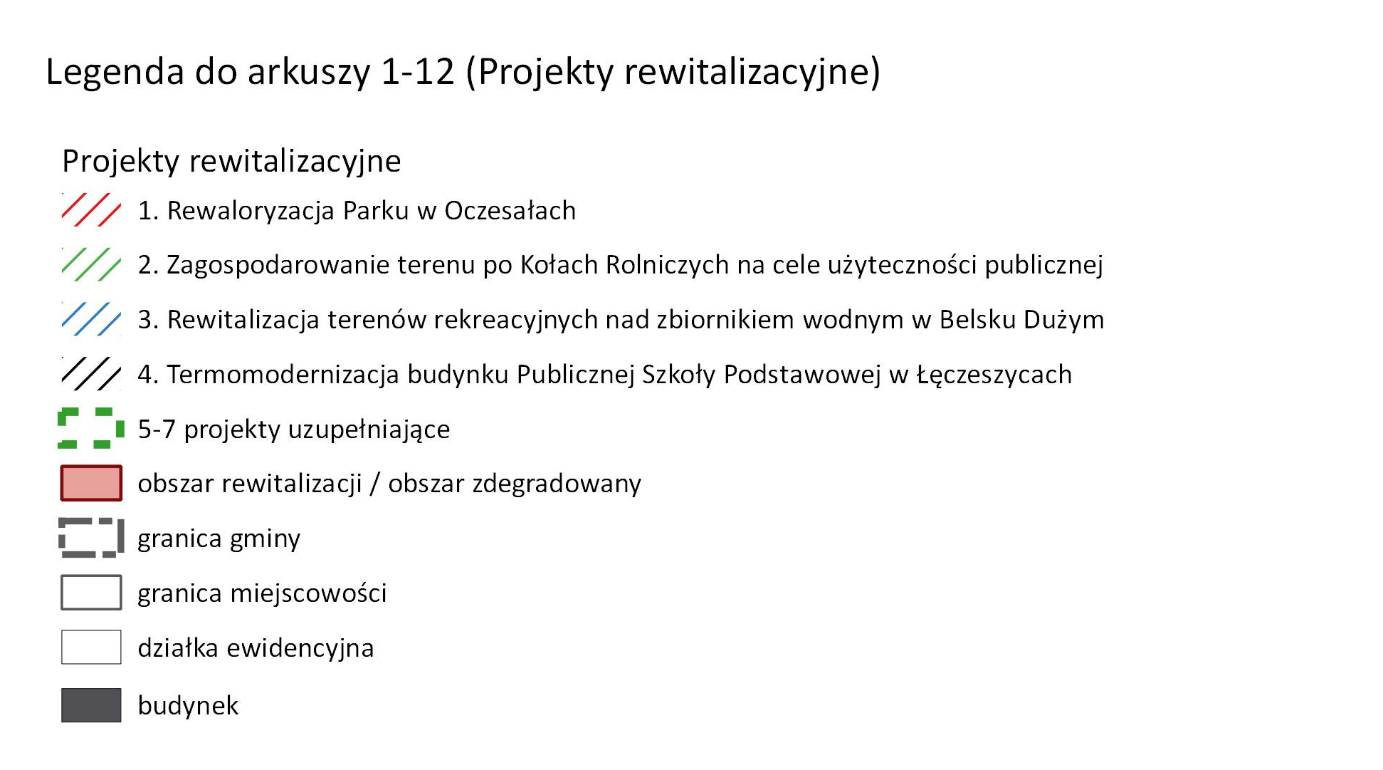 Legenda do arkuszy 1-12 (Projekty rewitalizacyjne)
Projekty rewitalizacyjne
1. Rewaloryzacja Parku w Oczesałach
2. Zagospodarowanie terenu po Kołach Rolniczych na cele użyteczności publicznej
3. Rewitalizacja terenów rekreacyjnych nad zbiornikiem wodnym w Belsku Dużym
4. Termomodernizacja budynku Publicznej Szkoły Podstawowej w Łęczeszycach
5-7 projekty uzupełniające
obszar rewitalizacji / obszar zdegradowany
granica gminy
granica miejscowości
działka ewidencyjna
budynek